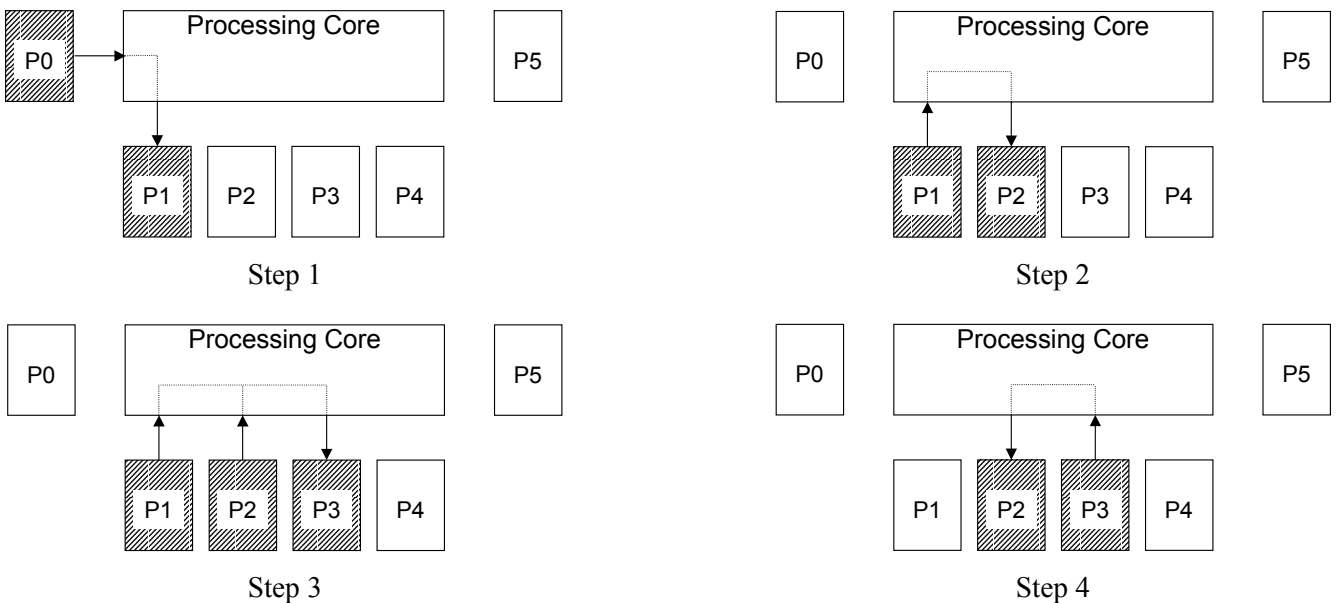 Processing Core
P0
P5
P1 P2 P3 P4
Step 1
Processing Core
P0
P5
P1 P2 P3 P4
Step 2
Processing Core
P0
P5
P1 P2 P3 P4
Step 3
Processing Core
P0
P5
P1 P2 P3 P4
Step 4